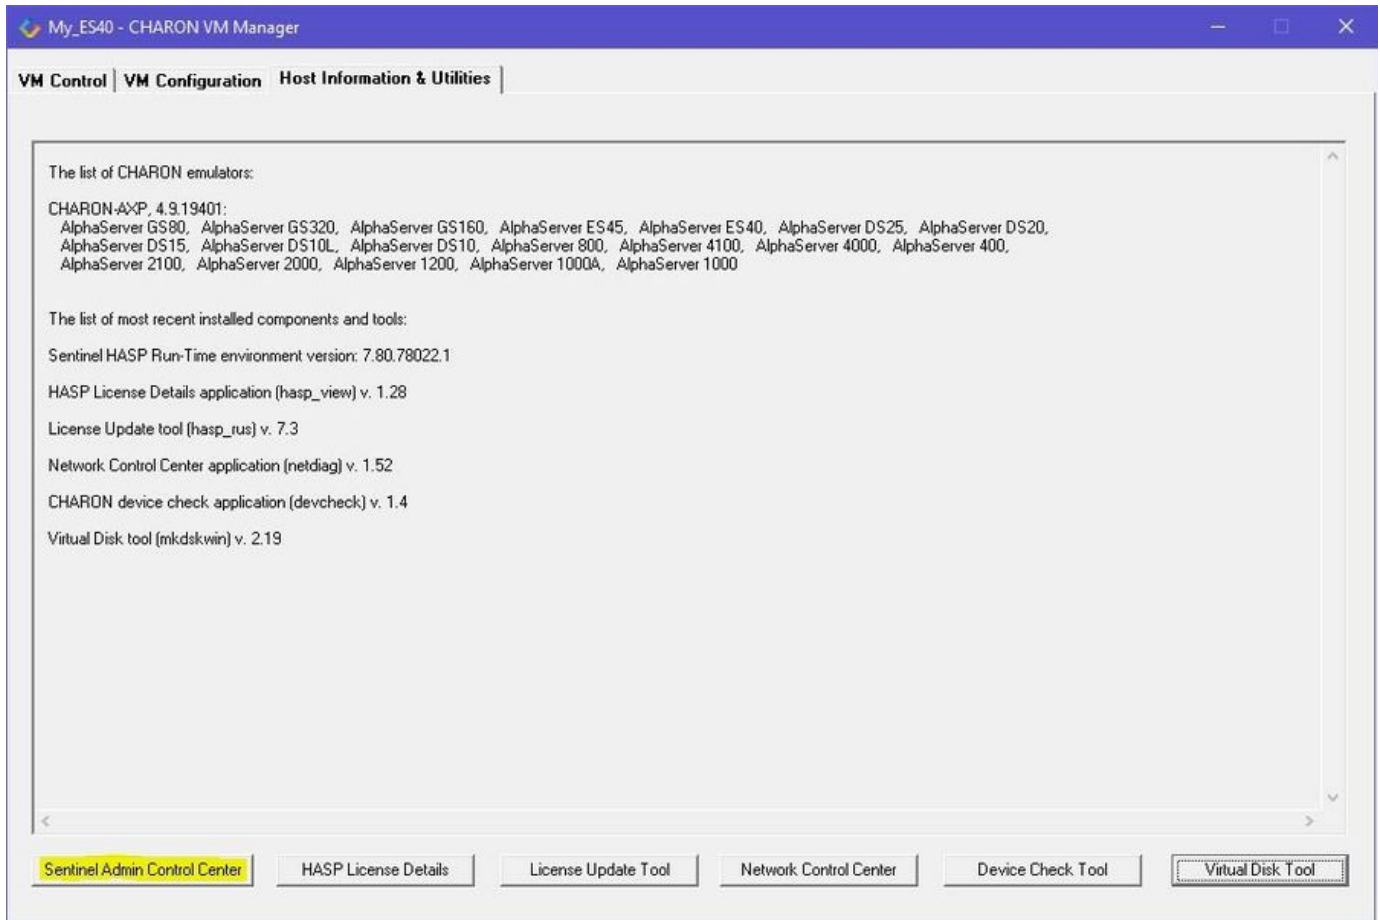 My_ES40 - CHARON VM Manager
VM Control VM Configuration Host Information & Utilities
The list of CHARON emulators:
CHARON-AXP, 4.9.19401:
AlphaServer GS80, AlphaServer GS320, AlphaServer GS160, AlphaServer ES45, AlphaServer ES40, AlphaServer DS25, AlphaServer DS20,
AlphaServer DS15, AlphaServer DS10L, AlphaServer DS10, AlphaServer 800, AlphaServer 4100, AlphaServer 4000, AlphaServer 400,
AlphaServer 2100, AlphaServer 2000, AlphaServer 1200, AlphaServer 1000A, AlphaServer 1000
The list of most recent installed components and tools:
Sentinel HASP Run-Time environment version: 7.80.78022.1
HASP License Details application (hasp_view) v. 1.28
License Update tool (hasp_rus) v. 7.3
Network Control Center application (netdiag) v. 1.52
CHARON device check application (devcheck) v. 1.4
Virtual Disk tool (mkdskwin) v. 2.19
Sentinel Admin Control Center HASP License Details License Update Tool Network Control Center Device Check Tool Virtual Disk Tool